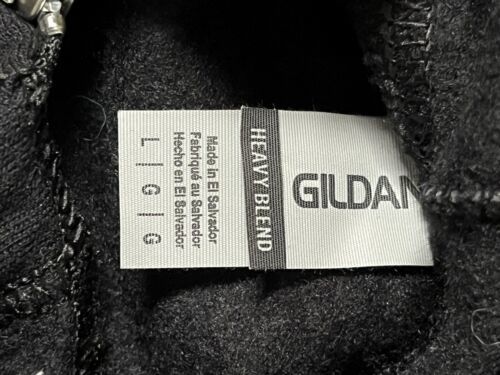 GILDAN
HEAVY BLEND
Made in El Salvador
Fabriqué au Salvador
Hecho en El Salvador
L|G|G